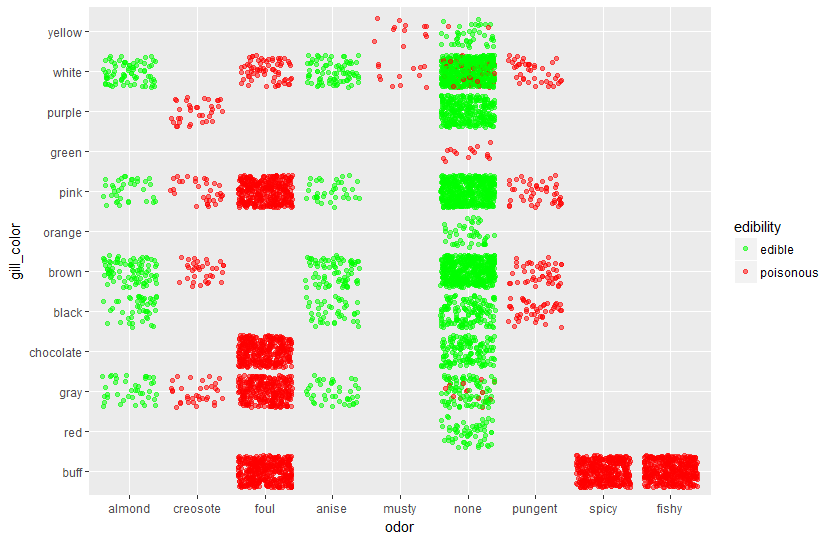 yellow
white
purple
green
pink
orange
brown
black
chocolate
gray
red
buff
gill_color
almond creosote foul anise musty none pungent spicy fishy
odor
edibility
edible
poisonous